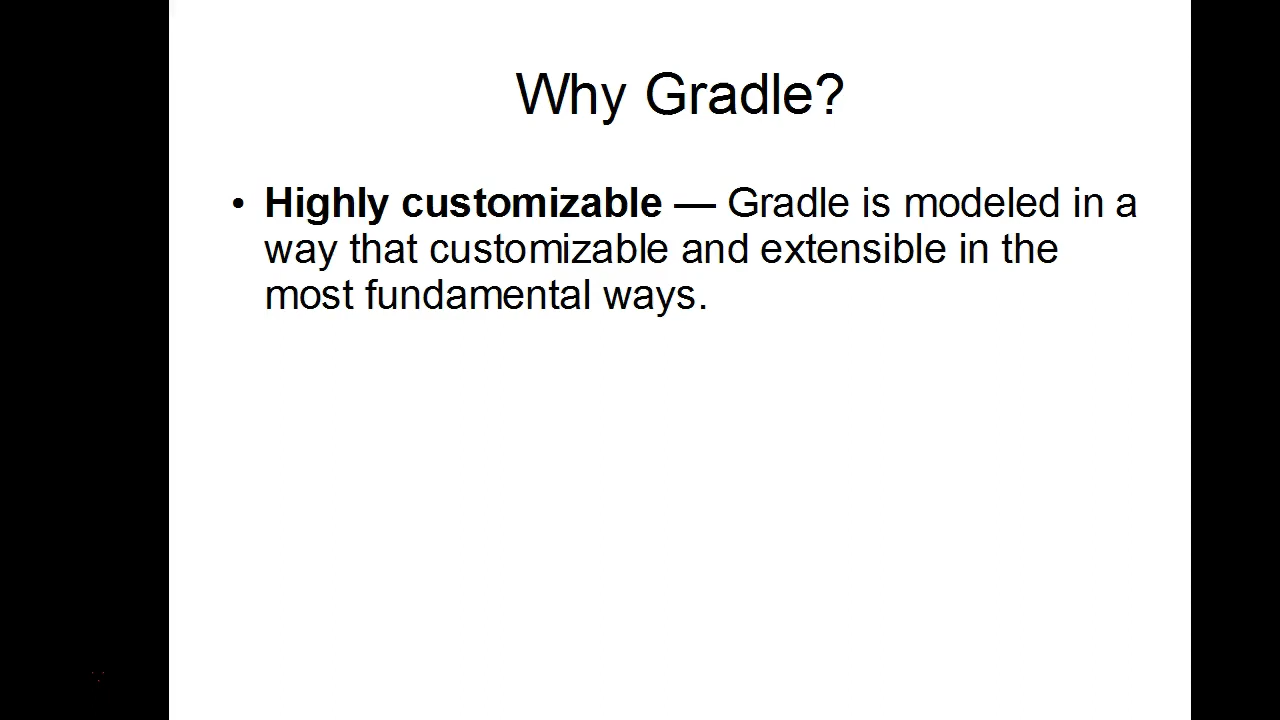 Why Gradle?
• Highly customizable — Gradle is modeled in a
way that customizable and extensible in the
most fundamental ways.